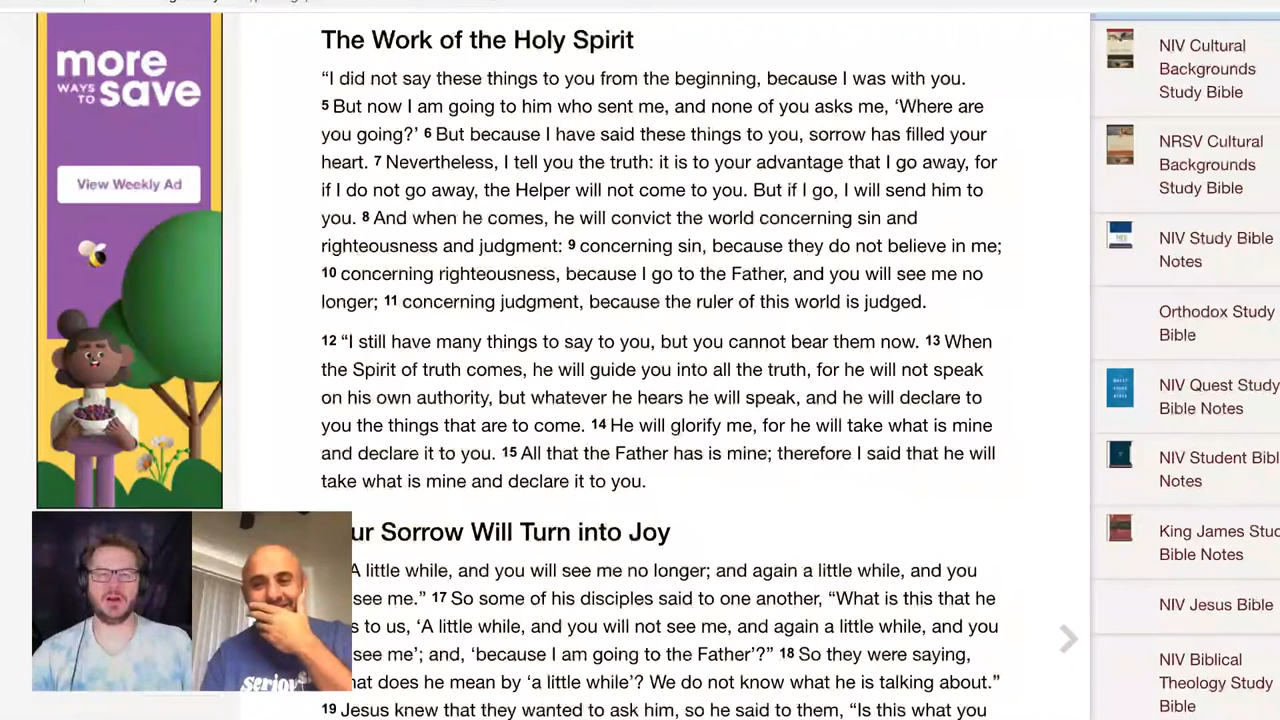 more
WAYS TO save
View Weekly Ad
The Work of the Holy Spirit
“I did not say these things to you from the beginning, because I was with you.
5 But now I am going to him who sent me, and none of you asks me, ‘Where are
you going?’ 6 But because I have said these things to you, sorrow has filled your
heart. 7 Nevertheless, I tell you the truth: it is to your advantage that I go away, for
if I do not go away, the Helper will not come to you. But if I go, I will send him to
you. 8 And when he comes, he will convict the world concerning sin and
righteousness and judgment: 9 concerning sin, because they do not believe in me;
10 concerning righteousness, because I go to the Father, and you will see me no
longer; 11 concerning judgment, because the ruler of this world is judged.
12 “I still have many things to say to you, but you cannot bear them now. 13 When
the Spirit of truth comes, he will guide you into all the truth, for he will not speak
on his own authority, but whatever he hears he will speak, and he will declare to
you the things that are to come. 14 He will glorify me, for he will take what is mine
and declare it to you. 15 All that the Father has is mine; therefore I said that he will
take what is mine and declare it to you.
ur Sorrow Will Turn into Joy
A little while, and you will see me no longer; and again a little while, and you
see me.” 17 So some of his disciples said to one another, “What is this that he
s to us, ‘A little while, and you will not see me, and again a little while, and you
see me’; and, ‘because I am going to the Father’?” 18 So they were saying,
hat does he mean by ‘a little while’? We do not know what he is talking about.”
19 Jesus knew that they wanted to ask him, so he said to them, “Is this what you
NIV Cultural
Backgrounds
Study Bible
NRSV Cultural
Backgrounds
Study Bible
NIV Study Bible
Notes
Orthodox Study
Bible
NIV Quest Study
Bible Notes
NIV Student Bibl
Notes
King James Stud
Bible Notes
NIV Jesus Bible
NIV Biblical
Theology Study
Bible